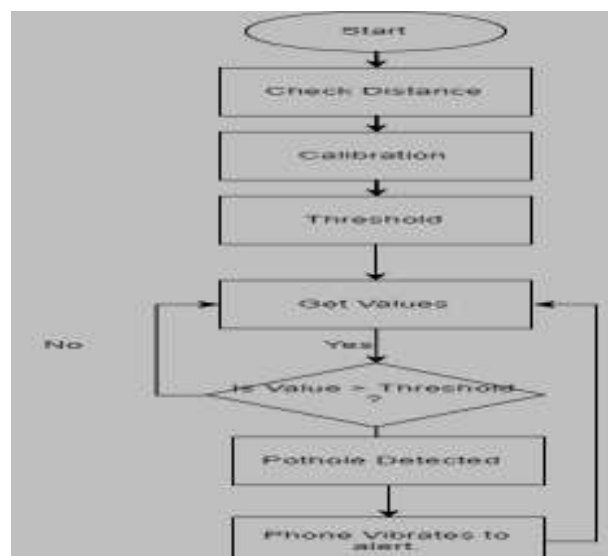 Start
Check Distance
Calibration
Threshold
Get Values
No
Yes
Is Value > Threshold
?
Pothole Detected
Phone Vibrates to
alert.